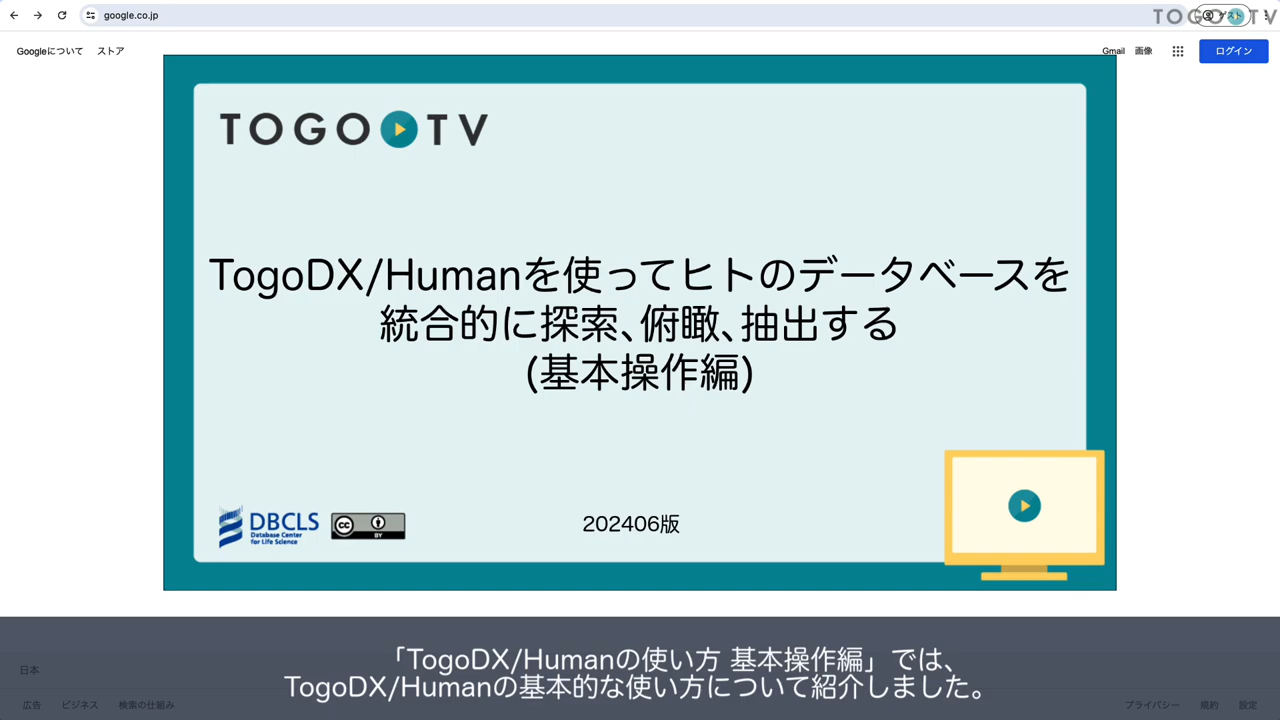 google.co.jp
TOGO TV
ゲスト
Googleについて ストア
Gmail 画像 ログイン
TOGO TV
TogoDX/Humanを使ってヒトのデータベースを
統合的に探索、俯瞰、抽出する
(基本操作編)
DBCLS
Database Center
for Life Science
cc BY
202406版
「TogoDX/Humanの使い方 基本操作編」では、
TogoDX/Humanの基本的な使い方について紹介しました。
日本
広告 ビジネス 検索の仕組み
プライバシー 規約 設定